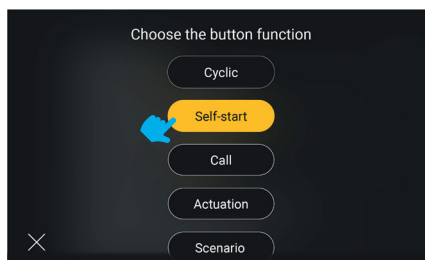 Choose the button function
Cyclic
Self-start
Call
Actuation
Scenario